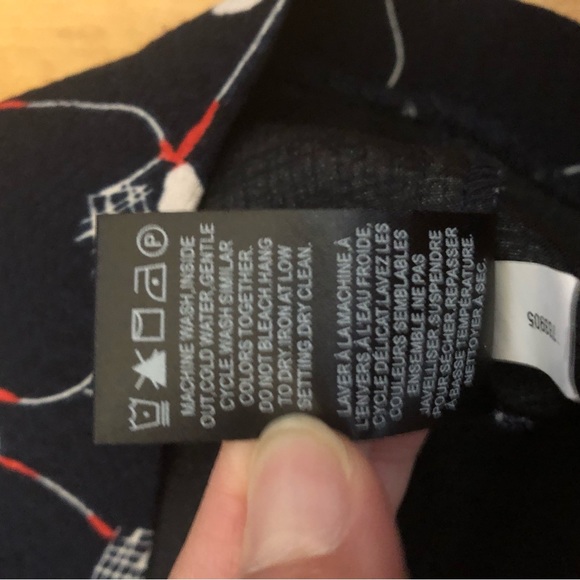 P
MACHINE WASH,INSIDE
OUT COLD WATER,GENTLE
CYCLE.WASH SIMILAR
COLORS TOGETHER.
DO NOT BLEACH.HANG
TO DRY.IRON AT LOW
SETTING.DRY CLEAN.
LAVER À LA MACHINE,À
L'ENVERS,À L'EAU FROIDE,
CYCLE DÉLICAT.LAVEZ LES
COULEURS SEMBLABLES
ENSEMBLE.NE PAS
JAVELLISER.SUSPENDRE
POUR SÉCHER.REPASSER
À BASSE TEMPÉRATURE.
NETTOYER À SEC.